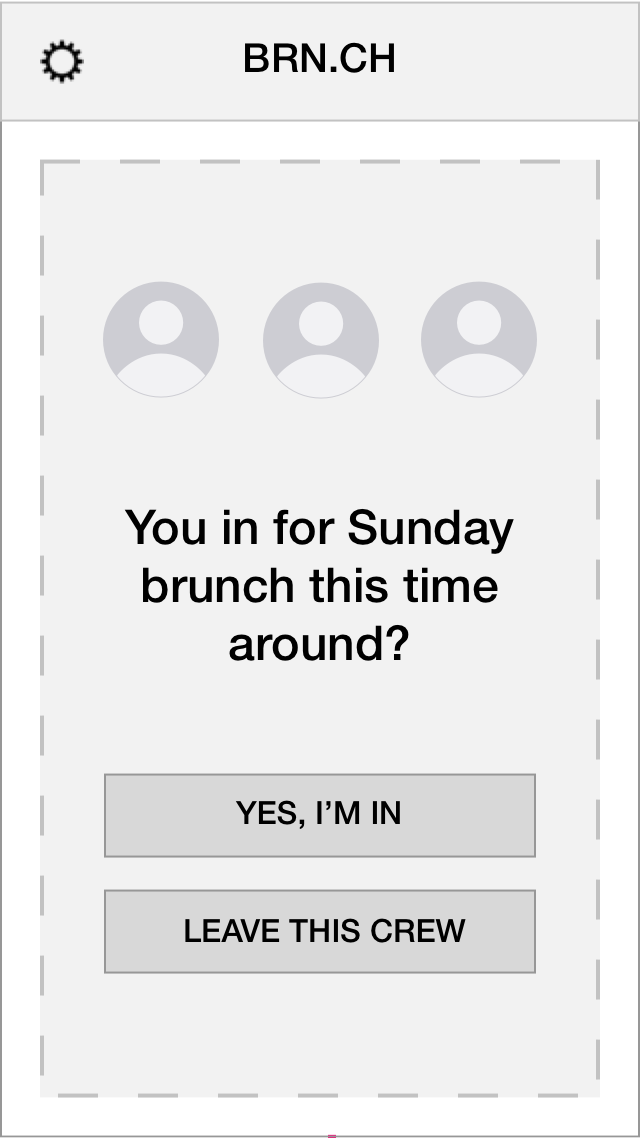 BRN.CH
You in for Sunday
brunch this time
around?
YES, I’M IN
LEAVE THIS CREW